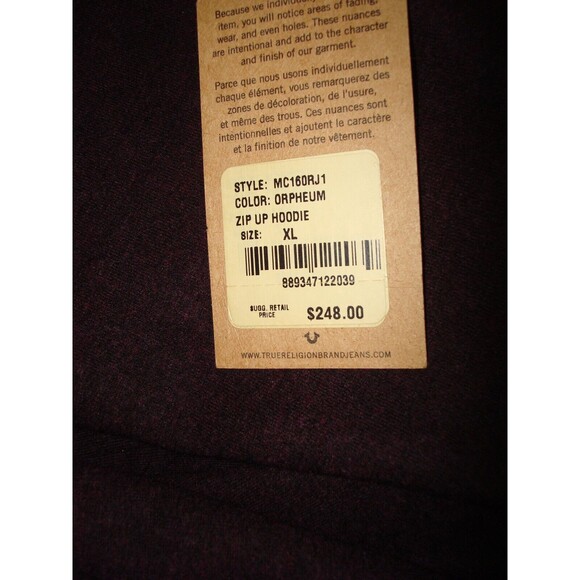 Because we individually
item, you will notice areas of fading,
wear, and even holes. These nuances
are intentional and add to the character
and finish of our garment.
Parce que nous usons individuellement
chaque élément, vous remarquerez des
zones de décoloration, de l'usure,
et même des trous. Ces nuances sont
intentionnelles et ajoutent le caractère
et la finition de notre vêtement.
STYLE: MC160RJ1
COLOR: ORPHEUM
ZIP UP HOODIE
SIZE: XL
889347122039
SUGG. RETAIL
PRICE
$248.00
WWW.TRUERELIGIONBRANDJEANS.COM